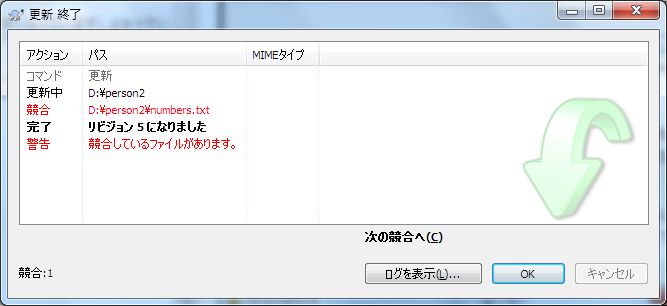 更新 終了
アクション パス MIMEタイプ
コマンド 更新
更新中 D:¥person2
競合 D:¥person2¥numbers.txt
完了 リビジョン 5 になりました
警告 競合しているファイルがあります。
次の競合へ(C)
競合:1 ログを表示(L)... OK キャンセル